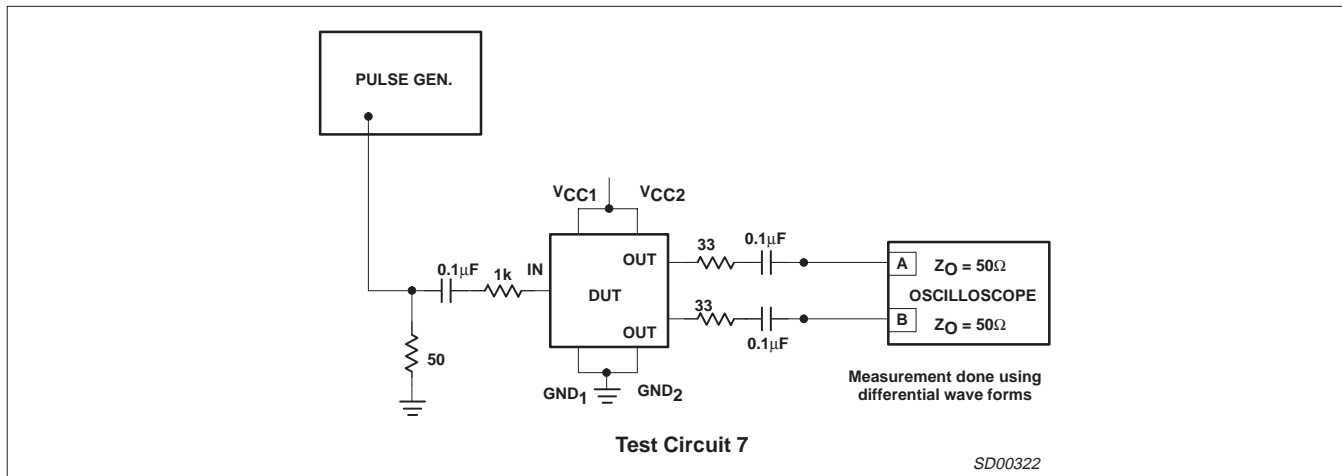 PULSE GEN.
VCC1
VCC2
0.1μF
1k
IN
OUT
DUT
OUT
33
0.1μF
33
0.1μF
A
ZO = 50Ω
OSCILLOSCOPE
B
ZO = 50Ω
50
GND1
GND2
Measurement done using
differential wave forms
Test Circuit 7
SD00322